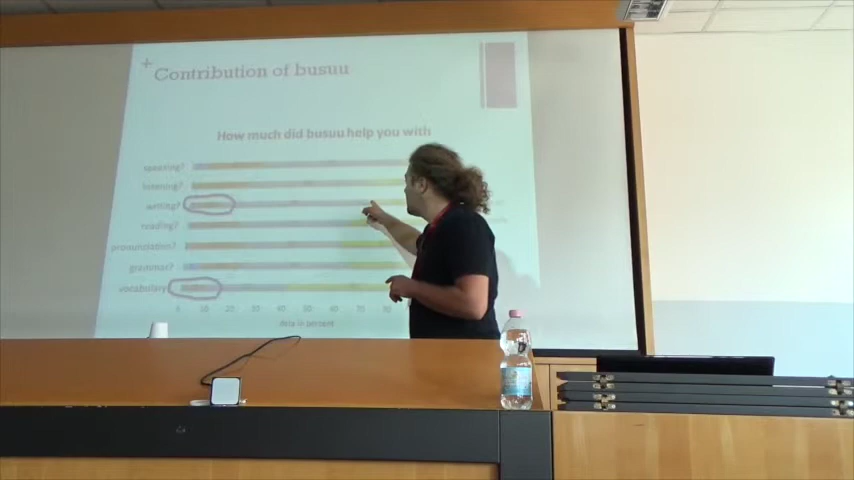 +
Contribution of busuu
How much did busuu help you with
speaking?
listening?
writing?
reading?
pronunciation?
grammar?
vocabulary
0 10 20 30 40 50 60 70 80 90
data in percent